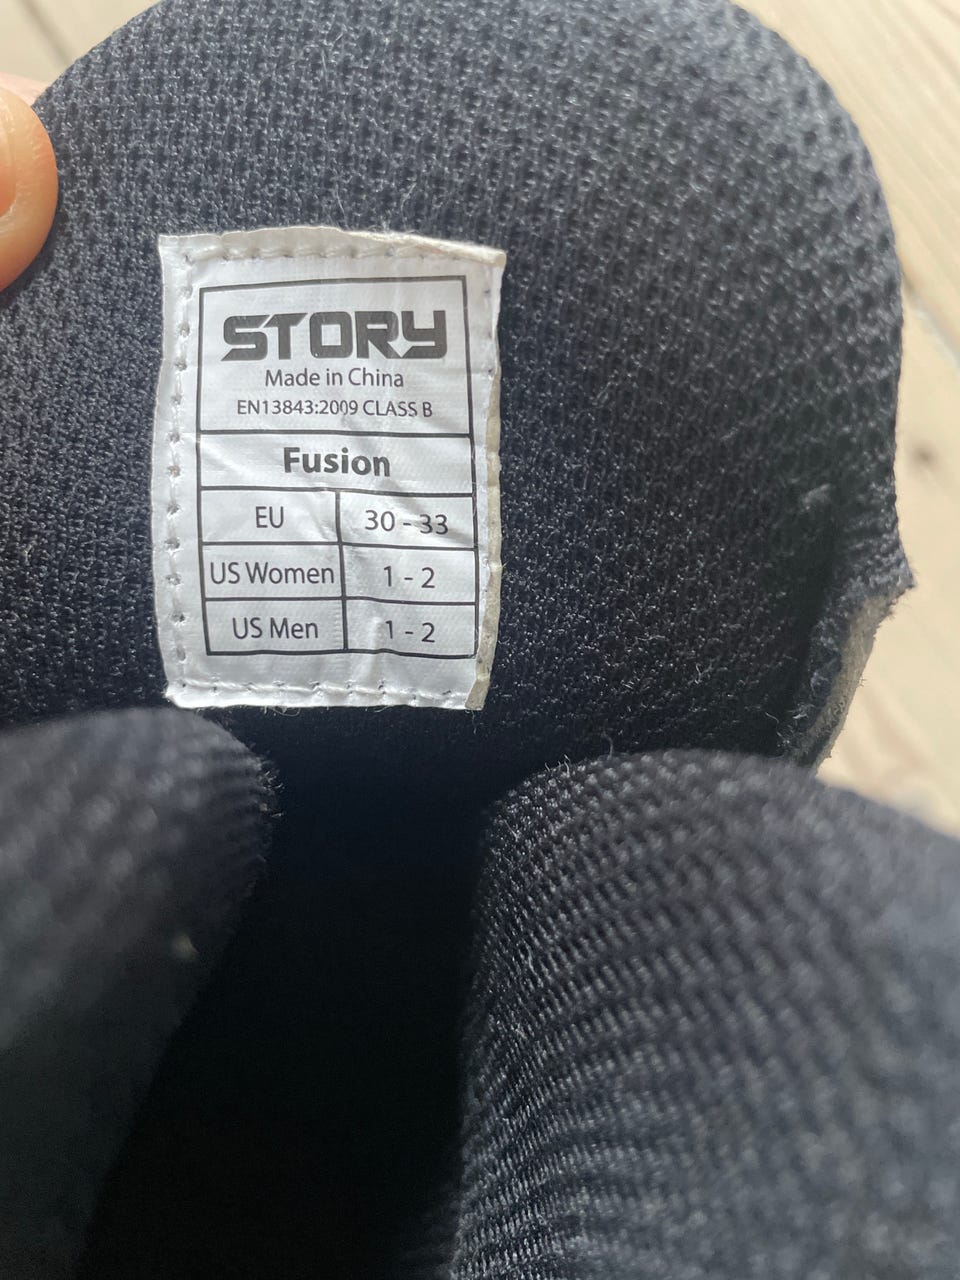 STORY
Made in China
EN13843:2009 CLASS B
Fusion
EU 30 - 33
US Women 1 - 2
US Men 1 - 2